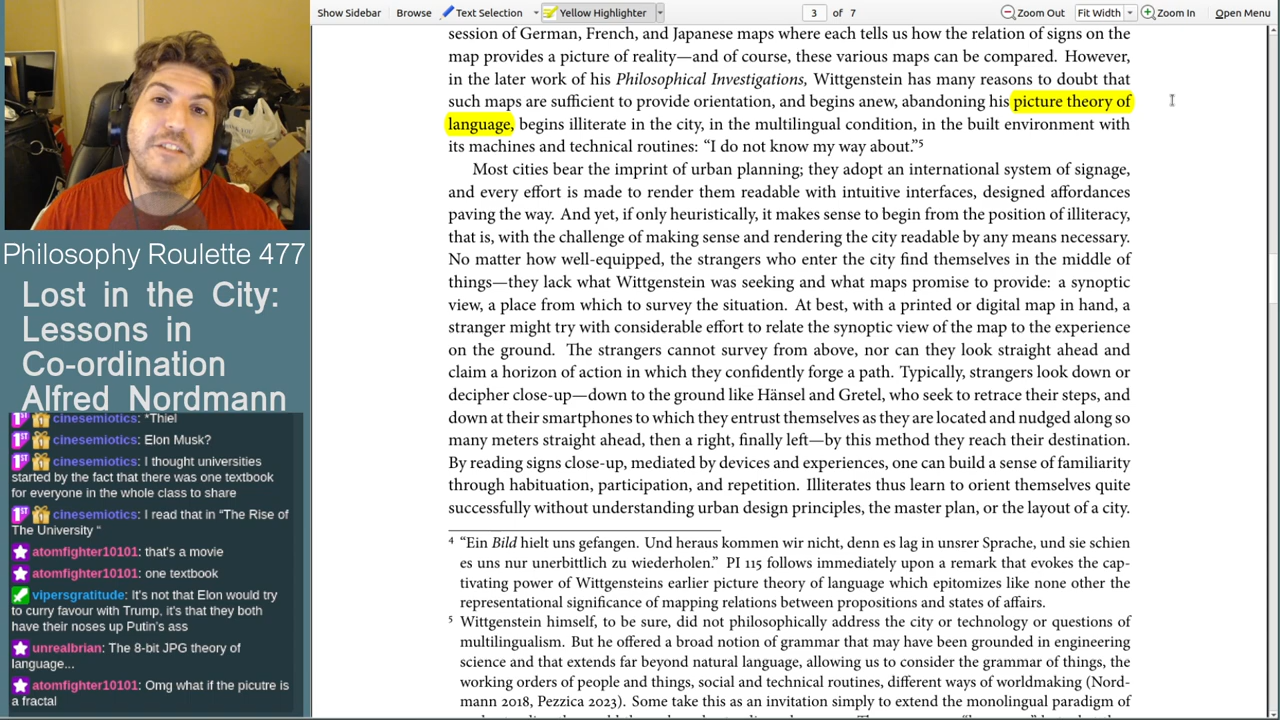 Show Sidebar Browse Text Selection Yellow Highlighter 3 of 7 Zoom Out Fit Width Zoom In Open Menu
session of German, French, and Japanese maps where each tells us how the relation of signs on the
map provides a picture of reality—and of course, these various maps can be compared. However,
in the later work of his Philosophical Investigations, Wittgenstein has many reasons to doubt that
such maps are sufficient to provide orientation, and begins anew, abandoning his picture theory of
language, begins illiterate in the city, in the multilingual condition, in the built environment with
its machines and technical routines: “I do not know my way about.”⁵
Most cities bear the imprint of urban planning; they adopt an international system of signage,
and every effort is made to render them readable with intuitive interfaces, designed affordances
paving the way. And yet, if only heuristically, it makes sense to begin from the position of illiteracy,
that is, with the challenge of making sense and rendering the city readable by any means necessary.
No matter how well-equipped, the strangers who enter the city find themselves in the middle of
things—they lack what Wittgenstein was seeking and what maps promise to provide: a synoptic
view, a place from which to survey the situation. At best, with a printed or digital map in hand, a
stranger might try with considerable effort to relate the synoptic view of the map to the experience
on the ground. The strangers cannot survey from above, nor can they look straight ahead and
claim a horizon of action in which they confidently forge a path. Typically, strangers look down or
decipher close-up—down to the ground like Hänsel and Gretel, who seek to retrace their steps, and
down at their smartphones to which they entrust themselves as they are located and nudged along so
many meters straight ahead, then a right, finally left—by this method they reach their destination.
By reading signs close-up, mediated by devices and experiences, one can build a sense of familiarity
through habituation, participation, and repetition. Illiterates thus learn to orient themselves quite
successfully without understanding urban design principles, the master plan, or the layout of a city.
⁴ “Ein Bild hielt uns gefangen. Und heraus kommen wir nicht, denn es lag in unsrer Sprache, und sie schien
es uns nur unerbittlich zu wiederholen.” PI 115 follows immediately upon a remark that evokes the cap-
tivating power of Wittgensteins earlier picture theory of language which epitomizes like none other the
representational significance of mapping relations between propositions and states of affairs.
⁵ Wittgenstein himself, to be sure, did not philosophically address the city or technology or questions of
multilingualism. But he offered a broad notion of grammar that may have been grounded in engineering
science and that extends far beyond natural language, allowing us to consider the grammar of things, the
working orders of people and things, social and technical routines, different ways of worldmaking (Nord-
mann 2018, Pezzica 2023). Some take this as an invitation simply to extend the monolingual paradigm of
Philosophy Roulette 477
Lost in the City:
Lessons in
Co-ordination
Alfred Nordmann
cinesemiotics: *Thiel
cinesemiotics: Elon Musk?
cinesemiotics: I thought universities
started by the fact that there was one textbook
for everyone in the whole class to share
cinesemiotics: I read that in “The Rise of
The University “
atomfighter10101: that's a movie
atomfighter10101: one textbook
vipersgratitude: It's not that Elon would try
to curry favour with Trump, it's that they both
have their noses up Putin's ass
unrealbrian: The 8-bit JPG theory of
language...
atomfighter10101: Omg what if the picutre is
a fractal